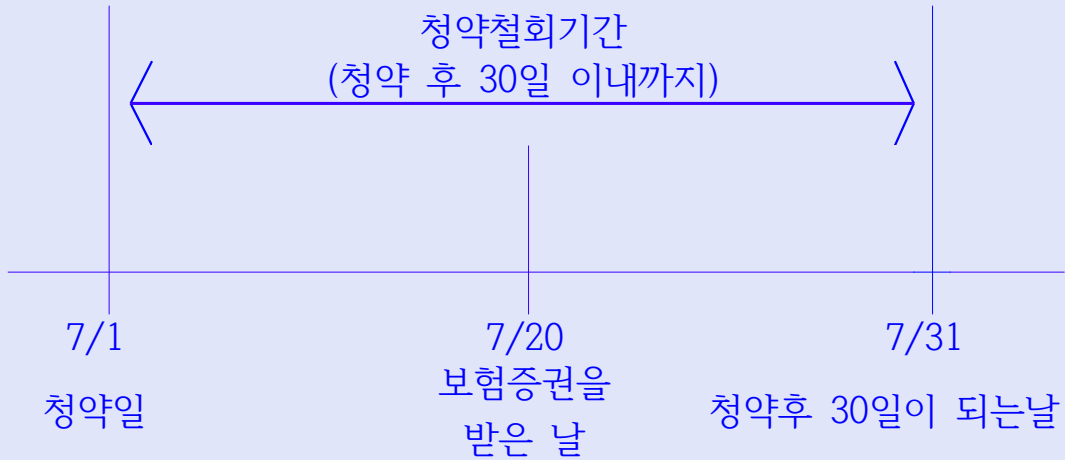 청약철회기간
(청약 후 30일 이내까지)
7/1
청약일
7/20
보험증권을
받은 날
7/31
청약후 30일이 되는날